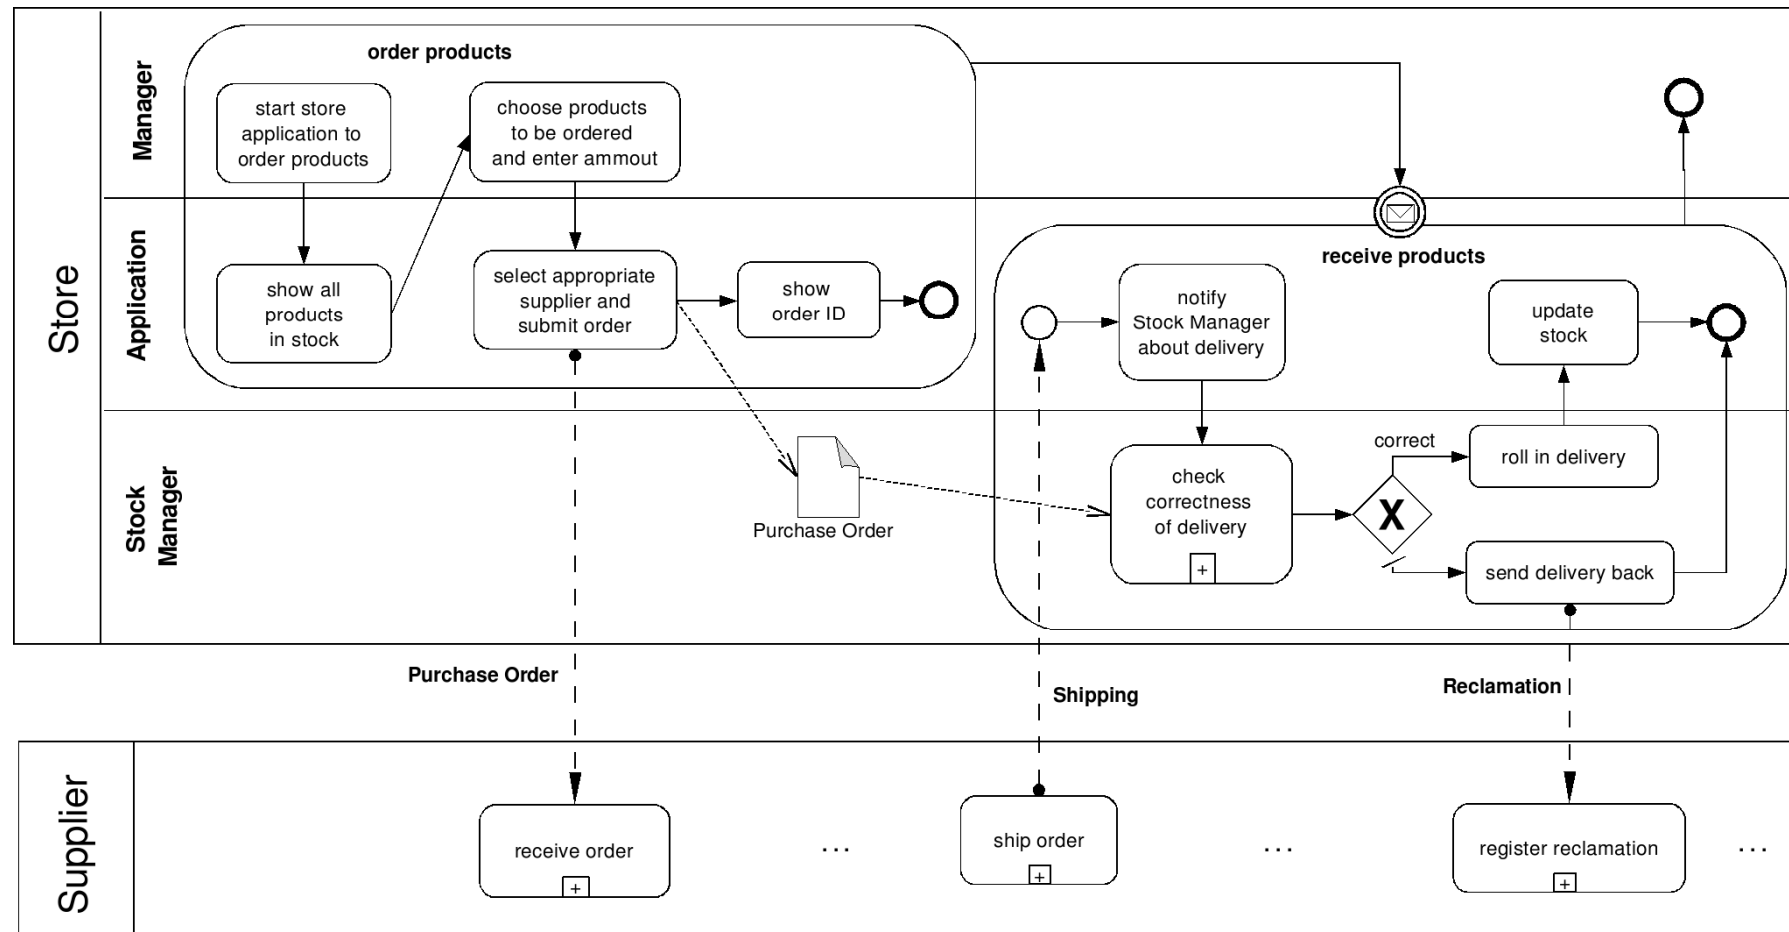 Store
Manager
order products
start store
application to
order products
choose products
to be ordered
and enter ammout
Application
show all
products
in stock
select appropriate
supplier and
submit order
show
order ID
receive products
notify
Stock Manager
about delivery
update
stock
Stock
Manager
Purchase Order
check
correctness
of delivery
+
X
correct
roll in delivery
send delivery back
Purchase Order
Shipping
Reclamation
Supplier
receive order
+
...
ship order
+
...
register reclamation
+
...